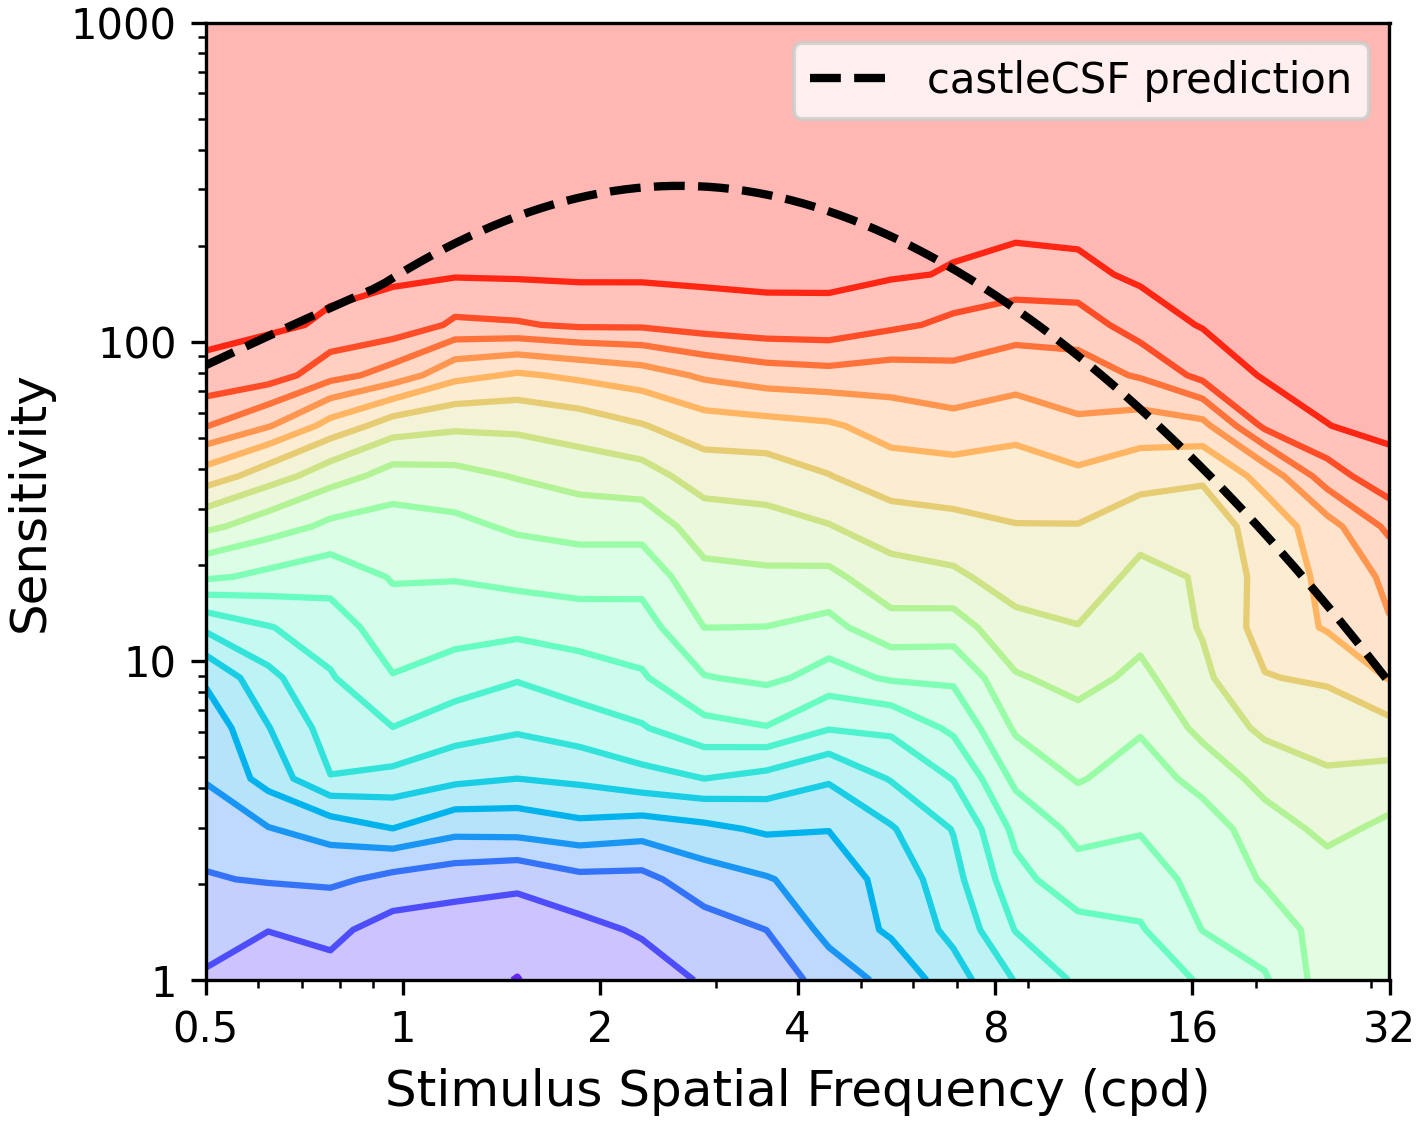 1000
100
10
1
Sensitivity
castleCSF prediction
0.5 1 2 4 8 16 32
Stimulus Spatial Frequency (cpd)